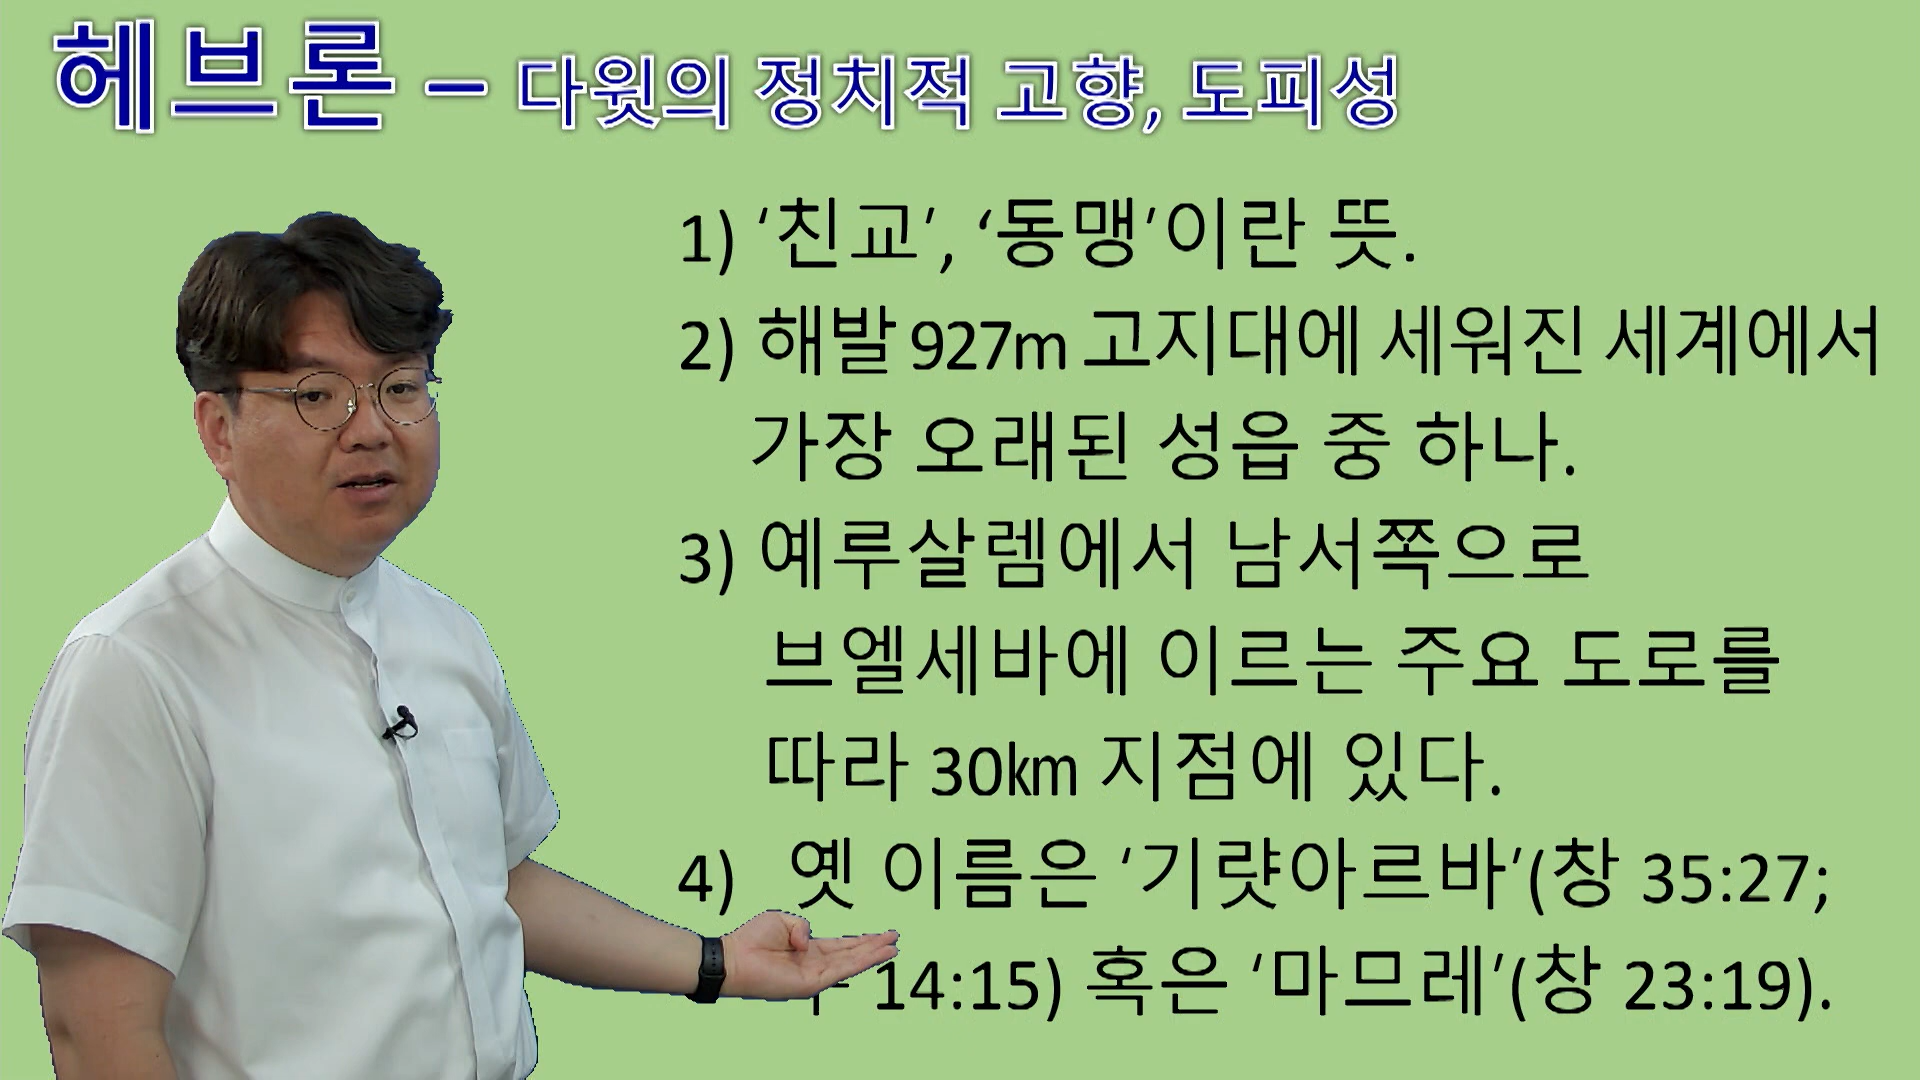 헤브론 – 다윗의 정치적 고향, 도피성
1) ‘친교’, ‘동맹’이란 뜻.
2) 해발 927m 고지대에 세워진 세계에서
가장 오래된 성읍 중 하나.
3) 예루살렘에서 남서쪽으로
브엘세바에 이르는 주요 도로를
따라 30㎞ 지점에 있다.
4) 옛 이름은 ‘기럇아르바’(창 35:27;
14:15) 혹은 ‘마므레’(창 23:19).